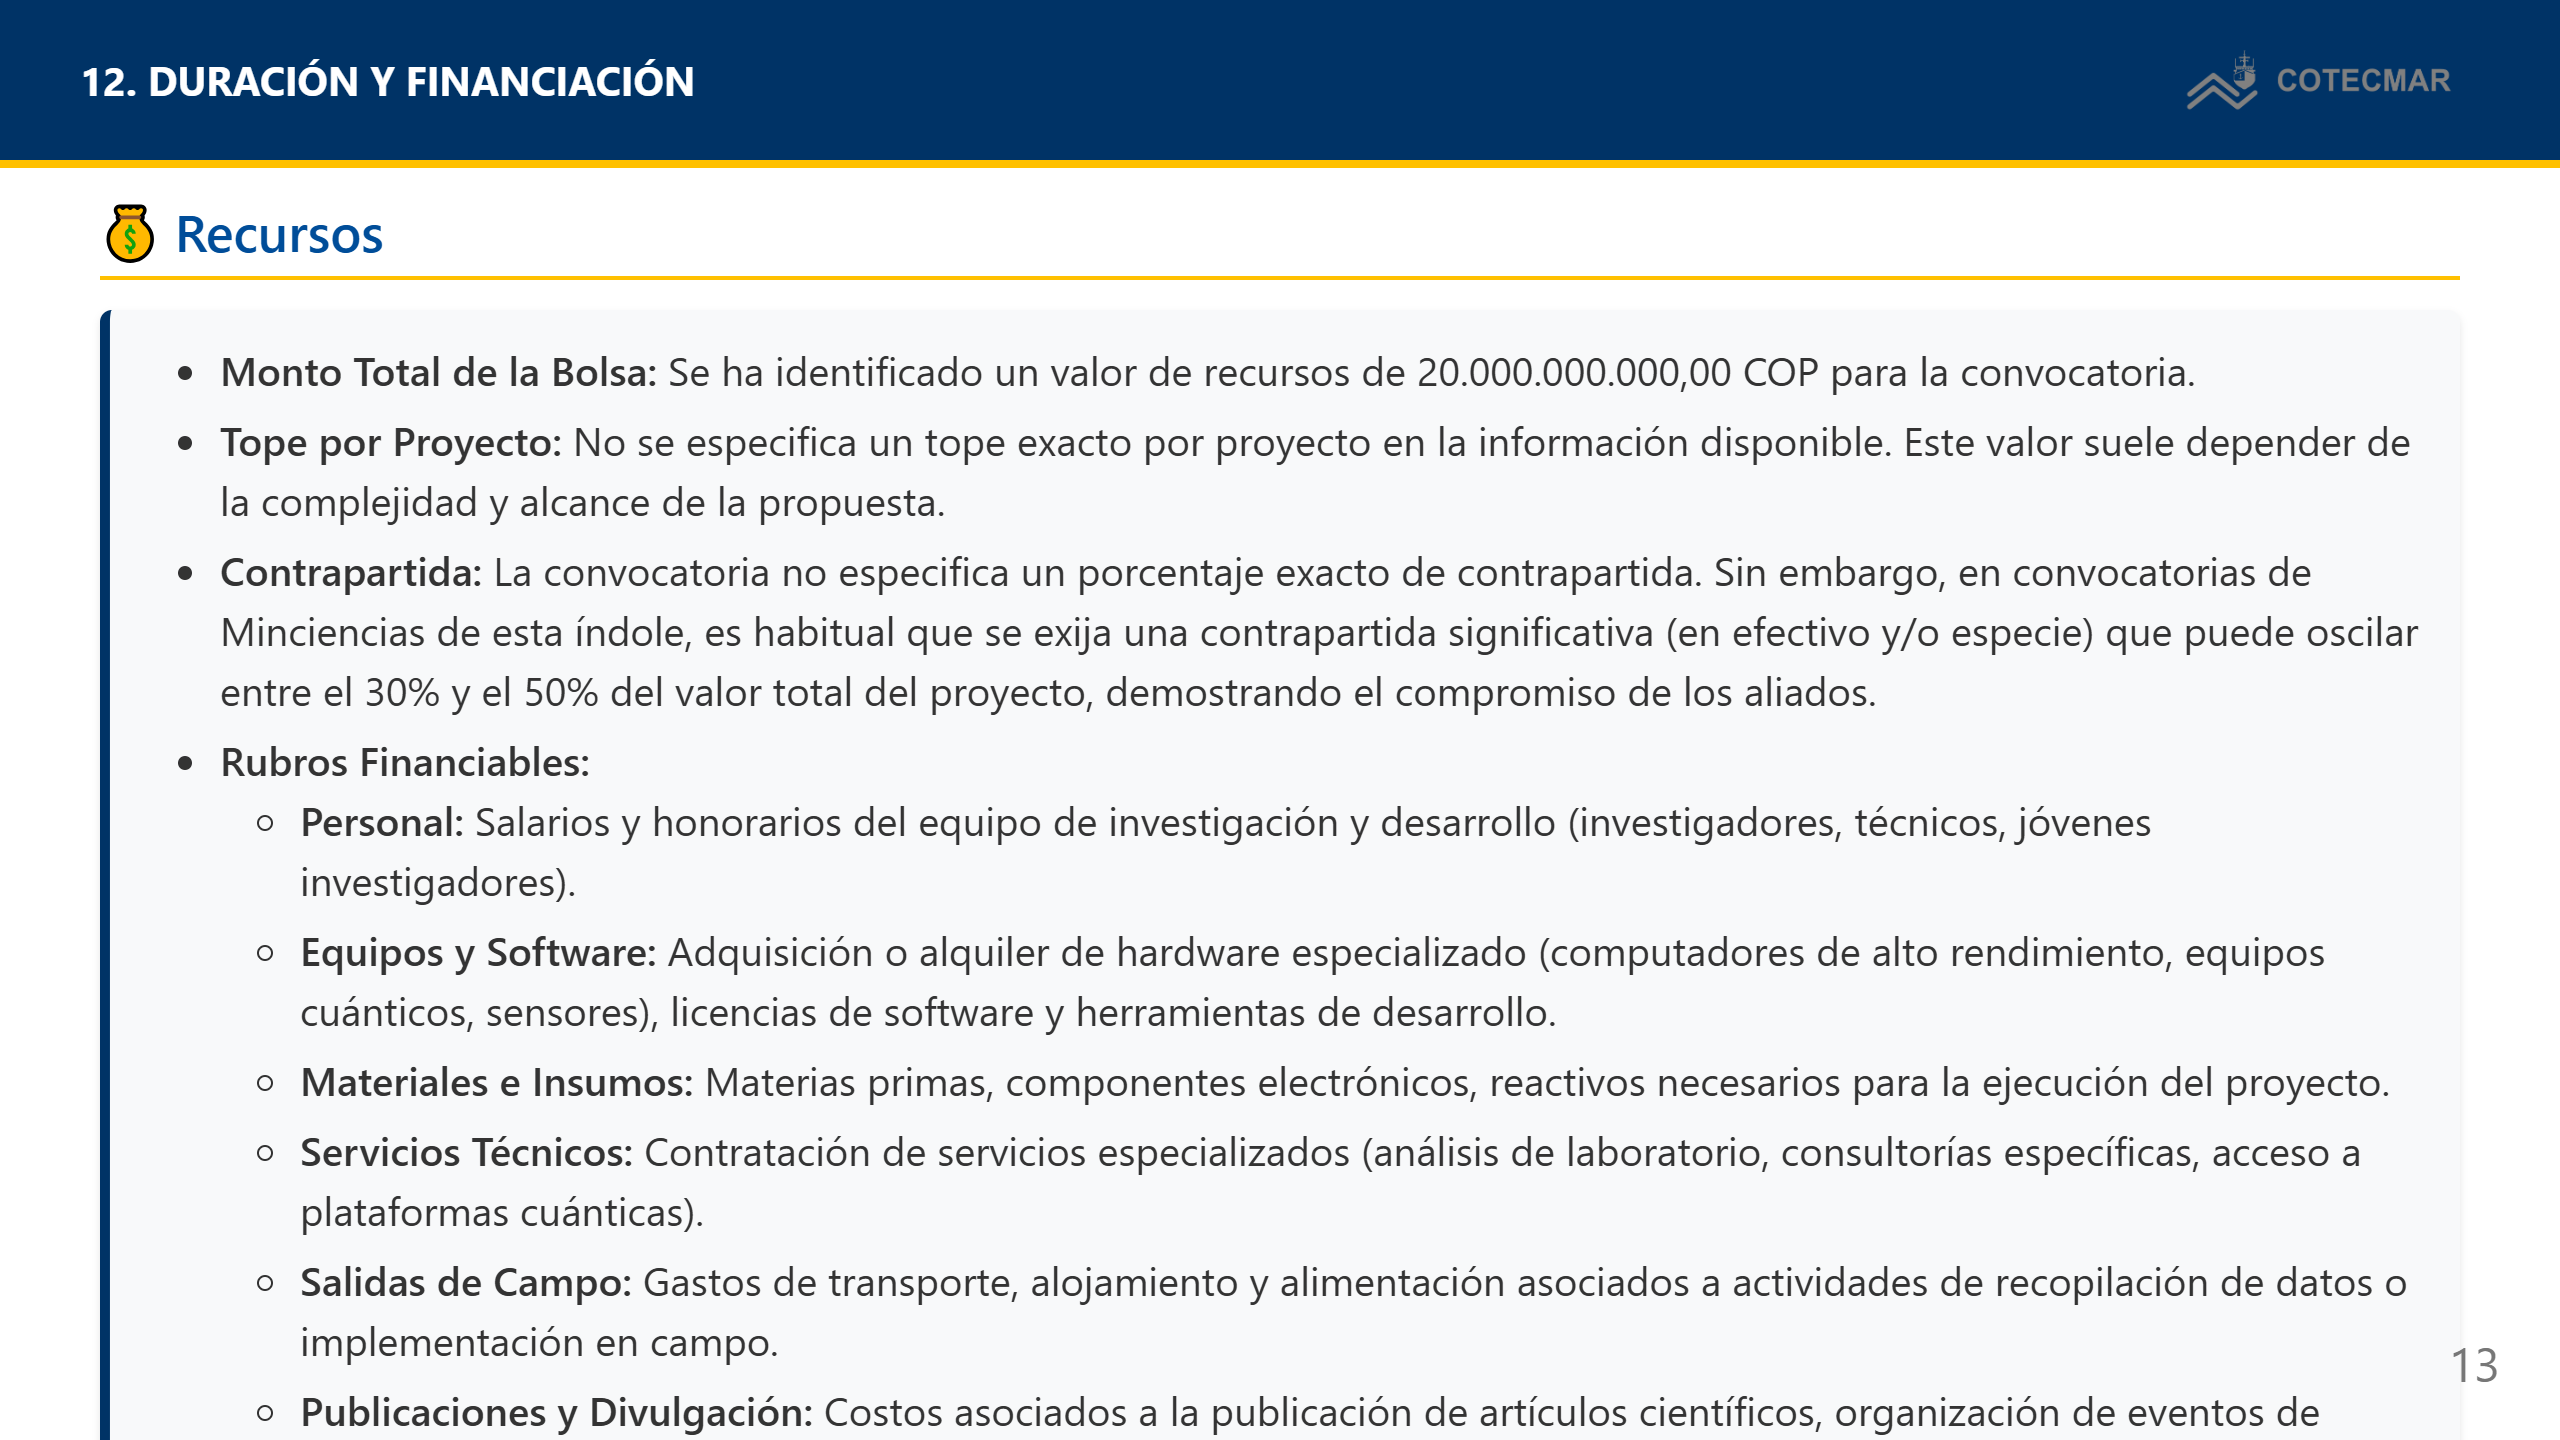 12. DURACIÓN Y FINANCIACIÓN
COTECMAR
Recursos
• Monto Total de la Bolsa: Se ha identificado un valor de recursos de 20.000.000.000,00 COP para la convocatoria.
• Tope por Proyecto: No se especifica un tope exacto por proyecto en la información disponible. Este valor suele depender de
la complejidad y alcance de la propuesta.
• Contrapartida: La convocatoria no especifica un porcentaje exacto de contrapartida. Sin embargo, en convocatorias de
Minciencias de esta índole, es habitual que se exija una contrapartida significativa (en efectivo y/o especie) que puede oscilar
entre el 30% y el 50% del valor total del proyecto, demostrando el compromiso de los aliados.
• Rubros Financiables:
○ Personal: Salarios y honorarios del equipo de investigación y desarrollo (investigadores, técnicos, jóvenes
investigadores).
○ Equipos y Software: Adquisición o alquiler de hardware especializado (computadores de alto rendimiento, equipos
cuánticos, sensores), licencias de software y herramientas de desarrollo.
○ Materiales e Insumos: Materias primas, componentes electrónicos, reactivos necesarios para la ejecución del proyecto.
○ Servicios Técnicos: Contratación de servicios especializados (análisis de laboratorio, consultorías específicas, acceso a
plataformas cuánticas).
○ Salidas de Campo: Gastos de transporte, alojamiento y alimentación asociados a actividades de recopilación de datos o
implementación en campo.
○ Publicaciones y Divulgación: Costos asociados a la publicación de artículos científicos, organización de eventos de
13